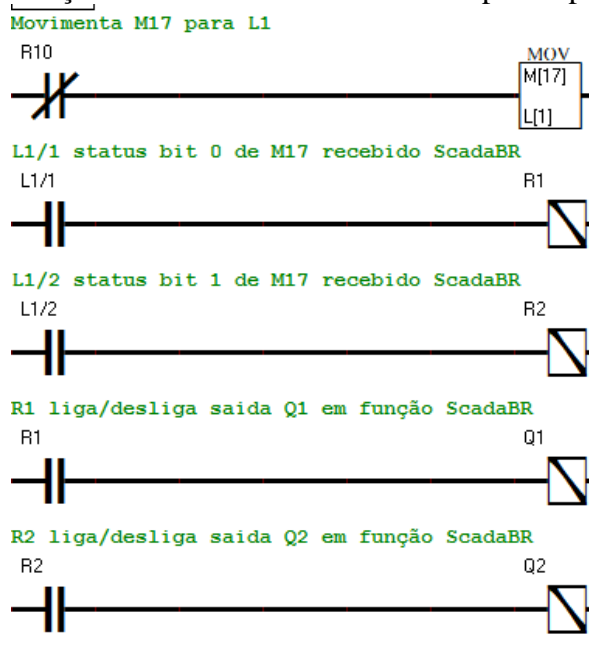 Movimenta M17 para L1
R10 MOV
M[17]
L[1]
L1/1 status bit 0 de M17 recebido ScadaBR
L1/1 R1
L1/2 status bit 1 de M17 recebido ScadaBR
L1/2 R2
R1 liga/desliga saida Q1 em função ScadaBR
R1 Q1
R2 liga/desliga saida Q2 em função ScadaBR
R2 Q2